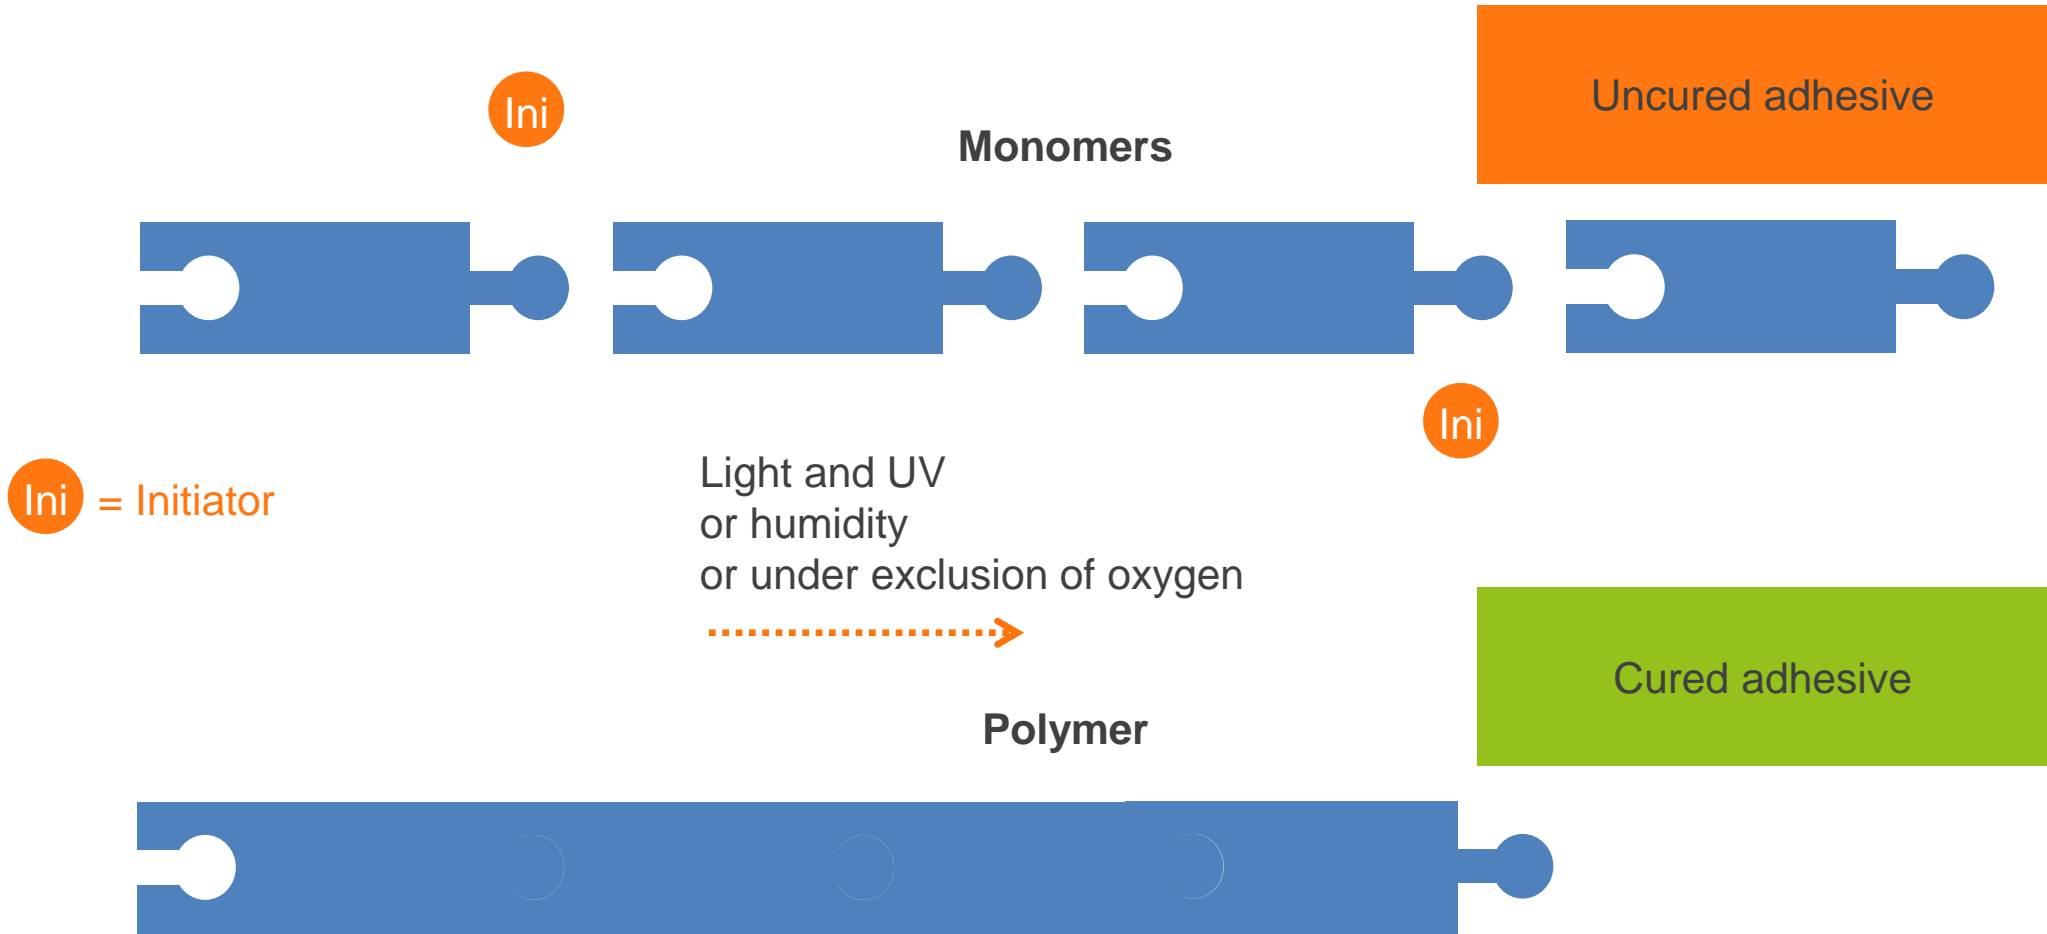 Uncured adhesive
Ini
Monomers
Ini
Light and UV
or humidity
or under exclusion of oxygen
Ini = Initiator
Cured adhesive
Polymer